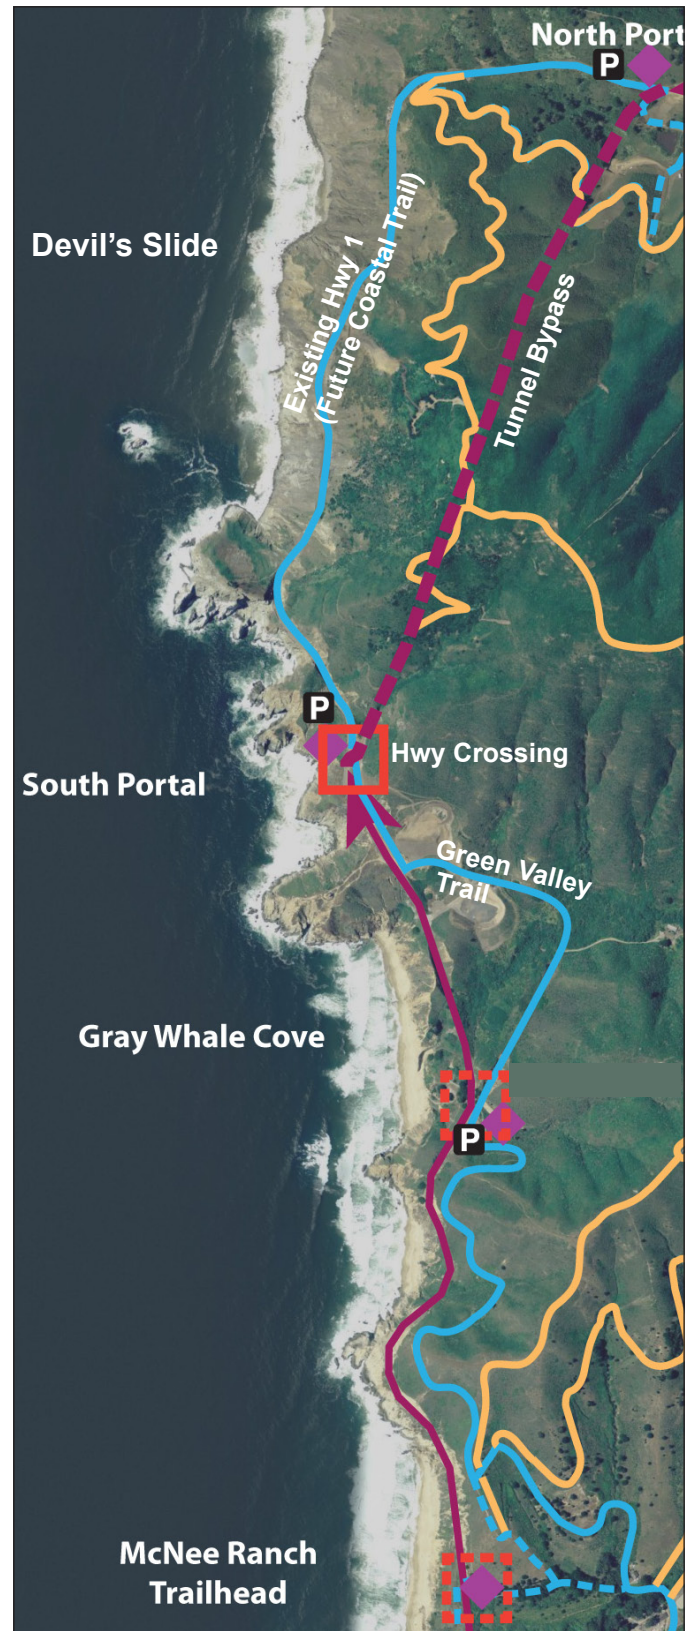 North Port
P
Devil's Slide
Existing Hwy 1
(Future Coastal Trail)
Tunnel Bypass
P
Hwy Crossing
South Portal
Green Valley
Trail
Gray Whale Cove
P
McNee Ranch
Trailhead